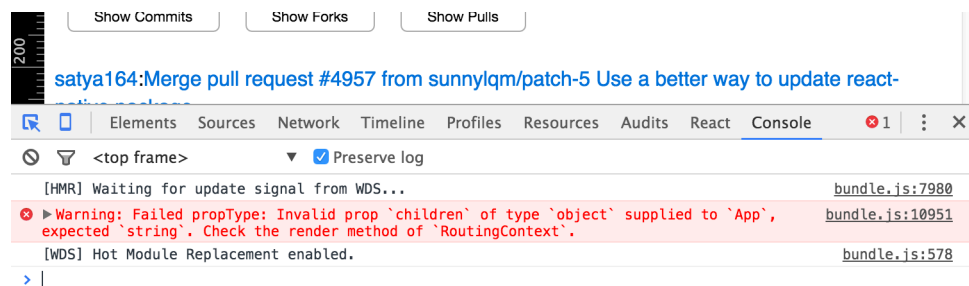 Show Commits Show Forks Show Pulls
200
satya164:Merge pull request #4957 from sunnylqm/patch-5 Use a better way to update react-
native package
Elements Sources Network Timeline Profiles Resources Audits React Console 1
<top frame> Preserve log
[HMR] Waiting for update signal from WDS... bundle.js:7980
Warning: Failed propType: Invalid prop `children` of type `object` supplied to `App`, bundle.js:10951
expected `string`. Check the render method of `RoutingContext`.
[WDS] Hot Module Replacement enabled. bundle.js:578
>